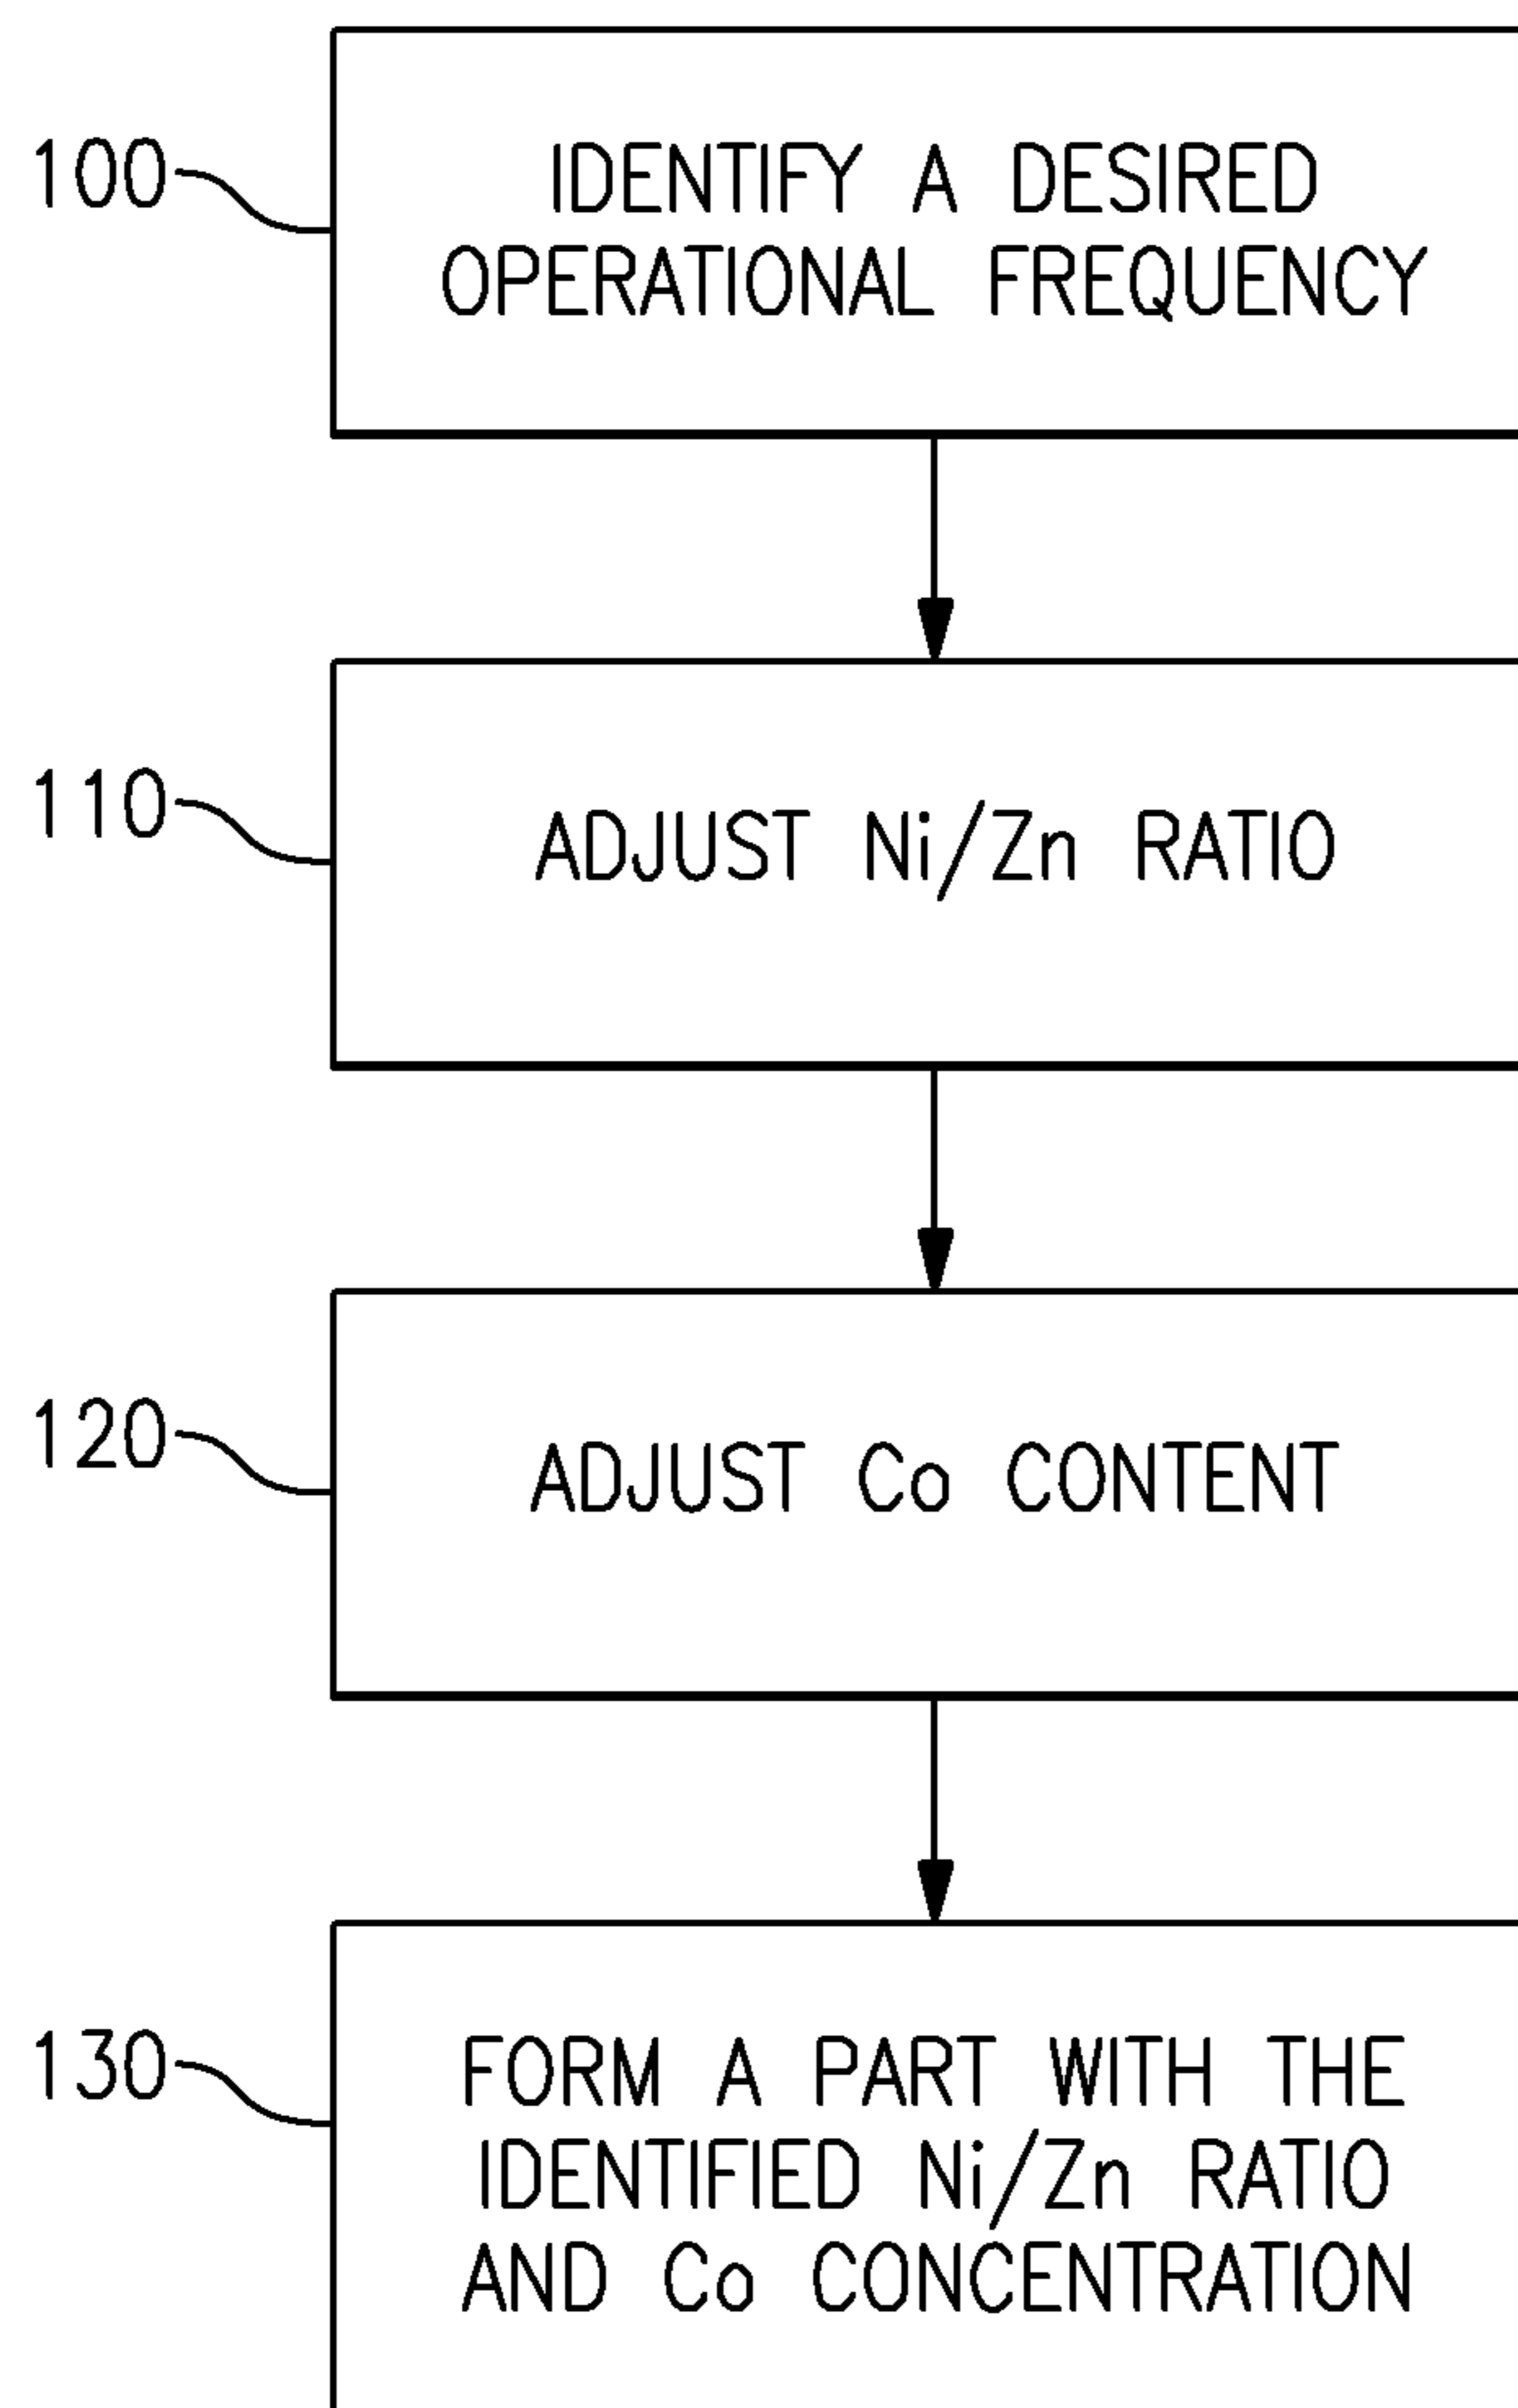 100
IDENTIFY A DESIRED
OPERATIONAL FREQUENCY
110
ADJUST Ni/Zn RATIO
120
ADJUST Co CONTENT
130
FORM A PART WITH THE
IDENTIFIED Ni/Zn RATIO
AND Co CONCENTRATION